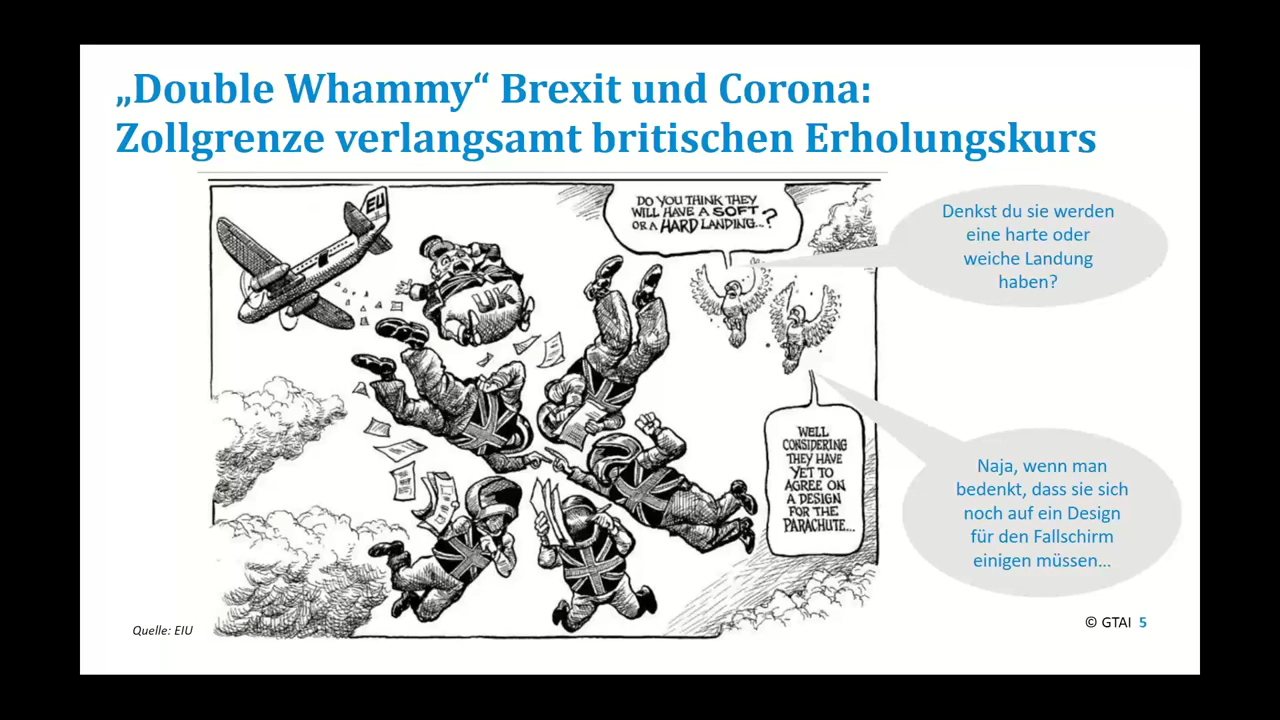 „Double Whammy“ Brexit und Corona:
Zollgrenze verlangsamt britischen Erholungskurs
EU
UK
DO YOU THINK THEY
WILL HAVE A SOFT
OR A HARD LANDING...?
Denkst du sie werden
eine harte oder
weiche Landung
haben?
WELL
CONSIDERING
THEY HAVE
YET TO
AGREE ON
A DESIGN
FOR THE
PARACHUTE...
Naja, wenn man
bedenkt, dass sie sich
noch auf ein Design
für den Fallschirm
einigen müssen...
Quelle: EIU
© GTAI 5